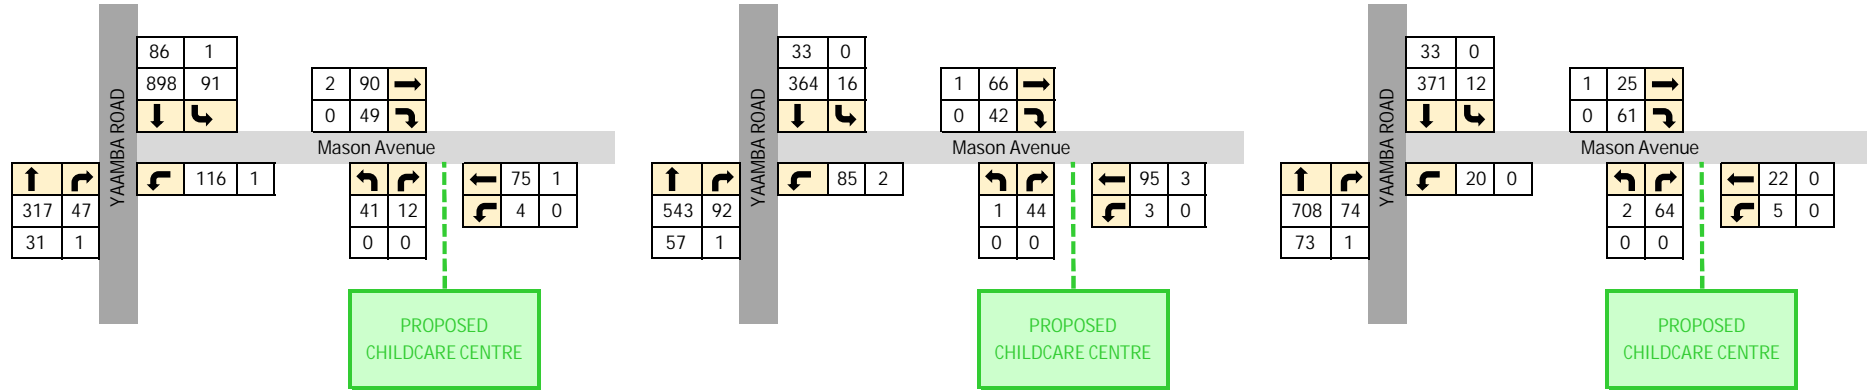 86 1
898 91
2 90
0 49
YAAMBA ROAD
Mason Avenue
116 1
317 47
31 1
41 12
0 0
75 1
4 0
PROPOSED
CHILDCARE CENTRE
33 0
364 16
1 66
0 42
YAAMBA ROAD
Mason Avenue
85 2
543 92
57 1
1 44
0 0
95 3
3 0
PROPOSED
CHILDCARE CENTRE
33 0
371 12
1 25
0 61
YAAMBA ROAD
Mason Avenue
20 0
708 74
73 1
2 64
0 0
22 0
5 0
PROPOSED
CHILDCARE CENTRE